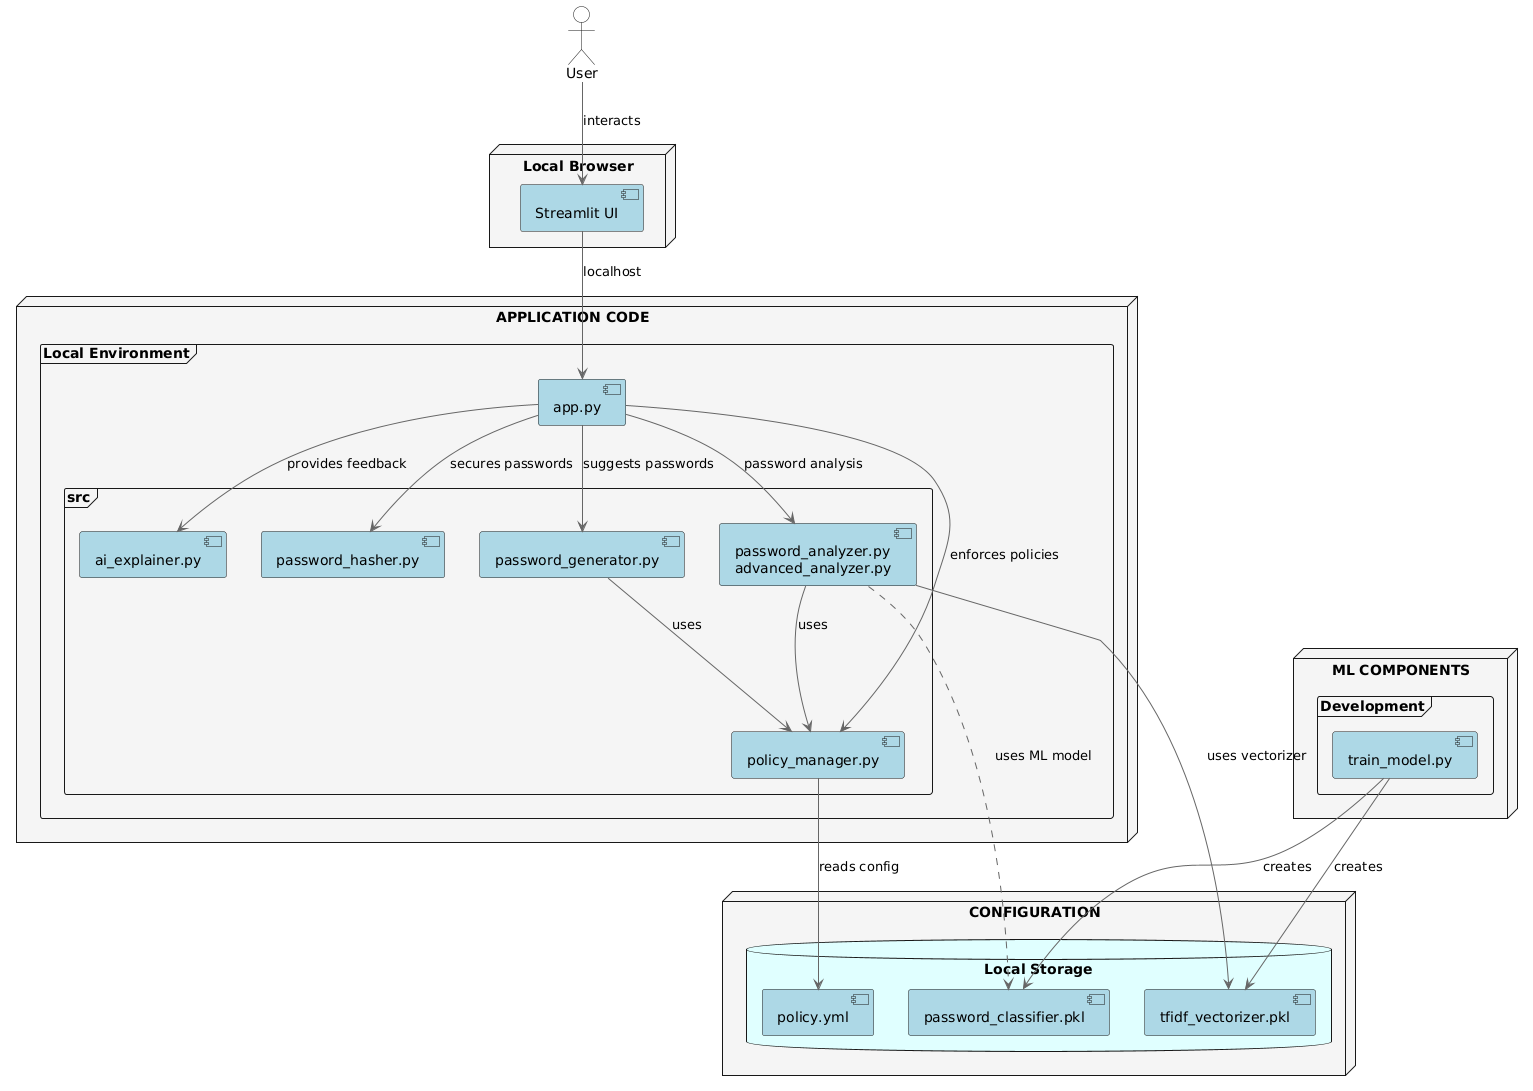 User
interacts
Local Browser
Streamlit UI
localhost
APPLICATION CODE
Local Environment
app.py
provides feedback
secures passwords
suggests passwords
password analysis
src
ai_explainer.py
password_hasher.py
password_generator.py
password_analyzer.py
advanced_analyzer.py
enforces policies
uses
uses
ML COMPONENTS
Development
policy_manager.py
uses ML model
uses vectorizer
train_model.py
reads config
creates
creates
CONFIGURATION
Local Storage
policy.yml
password_classifier.pkl
tfidf_vectorizer.pkl